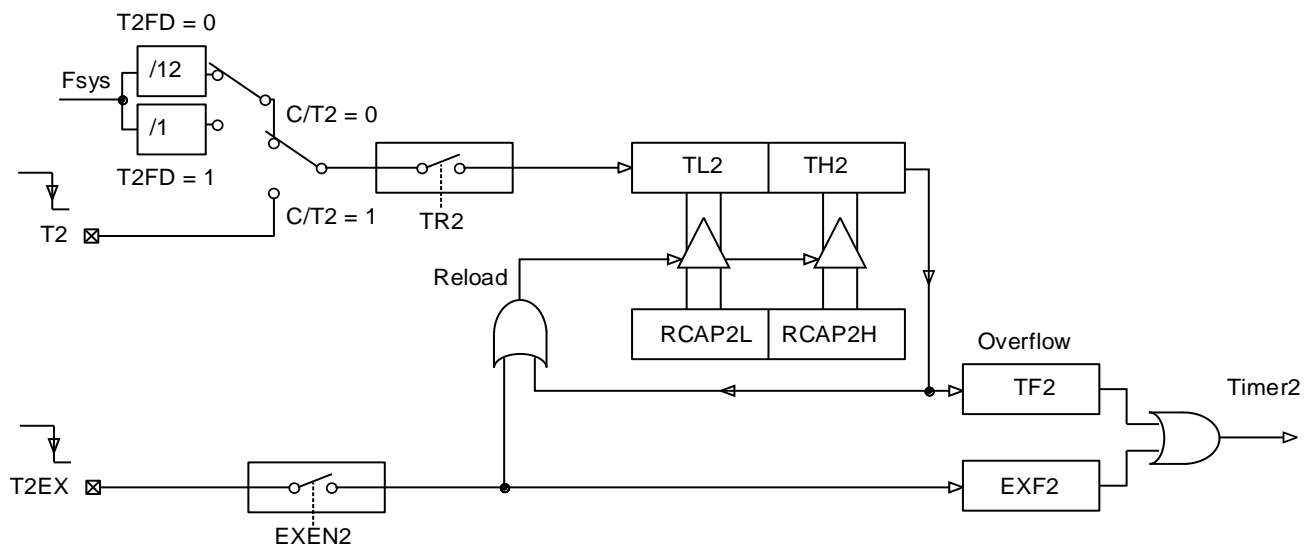 T2FD = 0
/12
Fsys
C/T2 = 0
/1
T2FD = 1
TL2
TH2
C/T2 = 1
TR2
T2
Reload
RCAP2L
RCAP2H
Overflow
TF2
Timer2
T2EX
EXF2
EXEN2